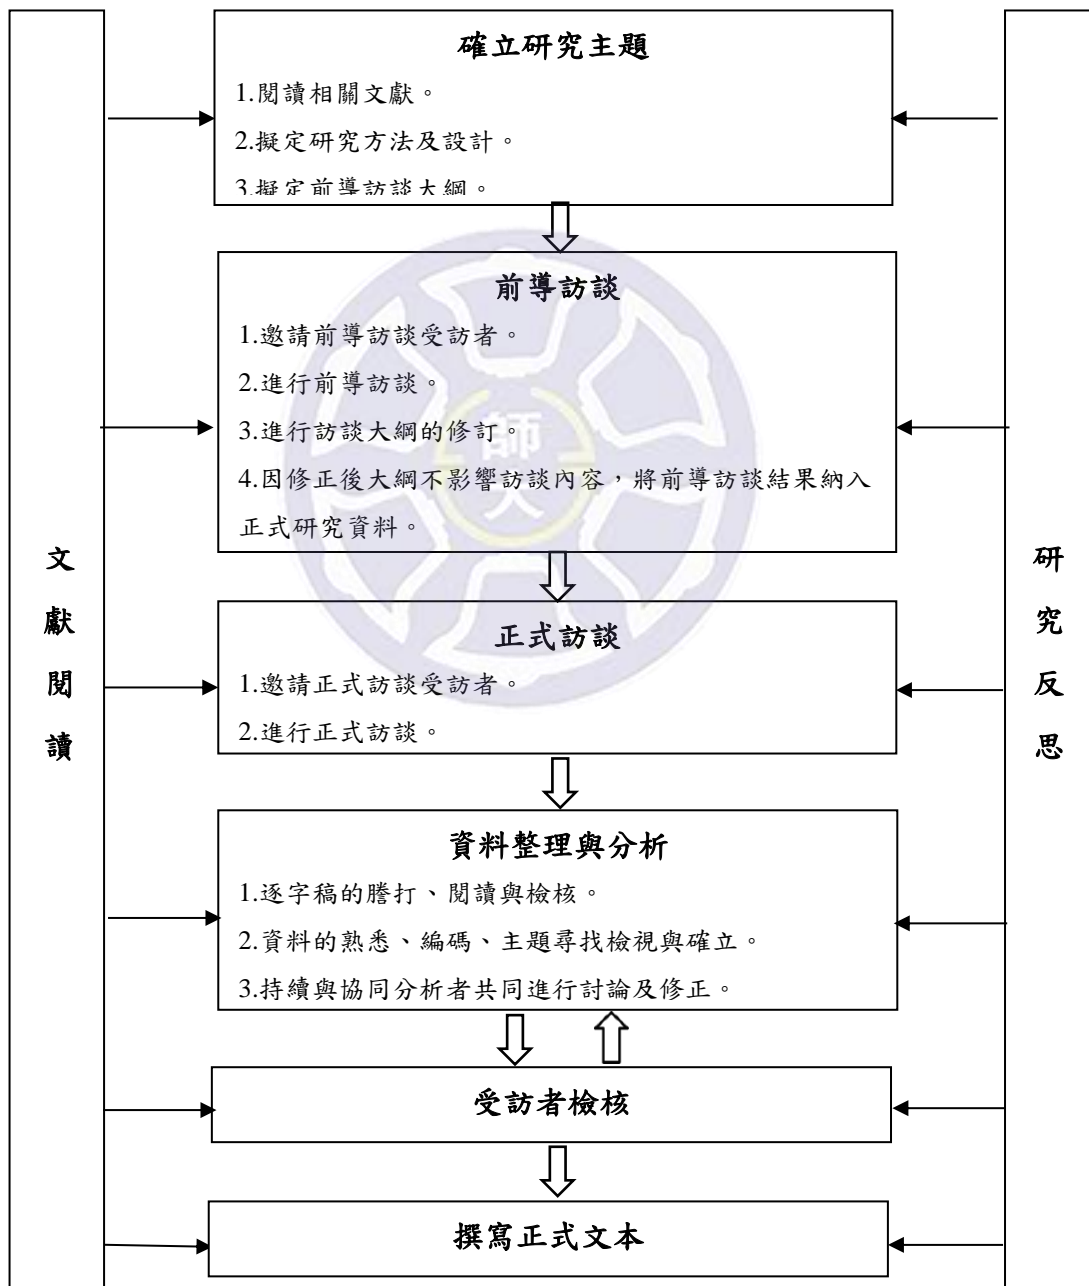 確立研究主題
1.閱讀相關文獻。
2.擬定研究方法及設計。
3.擬定前導訪談大綱。
前導訪談
1.邀請前導訪談受訪者。
2.進行前導訪談。
3.進行訪談大綱的修訂。
4.因修正後大綱不影響訪談內容，將前導訪談結果納入
正式研究資料。
正式訪談
1.邀請正式訪談受訪者。
2.進行正式訪談。
資料整理與分析
1.逐字稿的謄打、閱讀與檢核。
2.資料的熟悉、編碼、主題尋找檢視與確立。
3.持續與協同分析者共同進行討論及修正。
受訪者檢核
撰寫正式文本
文獻閱讀
研究反思
師大